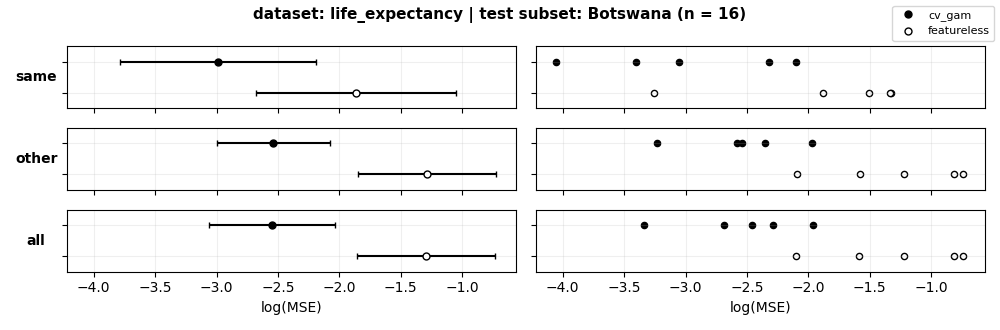 dataset: life_expectancy | test subset: Botswana (n = 16)
cv_gam
featureless
same
other
all
−4.0 −3.5 −3.0 −2.5 −2.0 −1.5 −1.0
−4.0 −3.5 −3.0 −2.5 −2.0 −1.5 −1.0
log(MSE)
log(MSE)